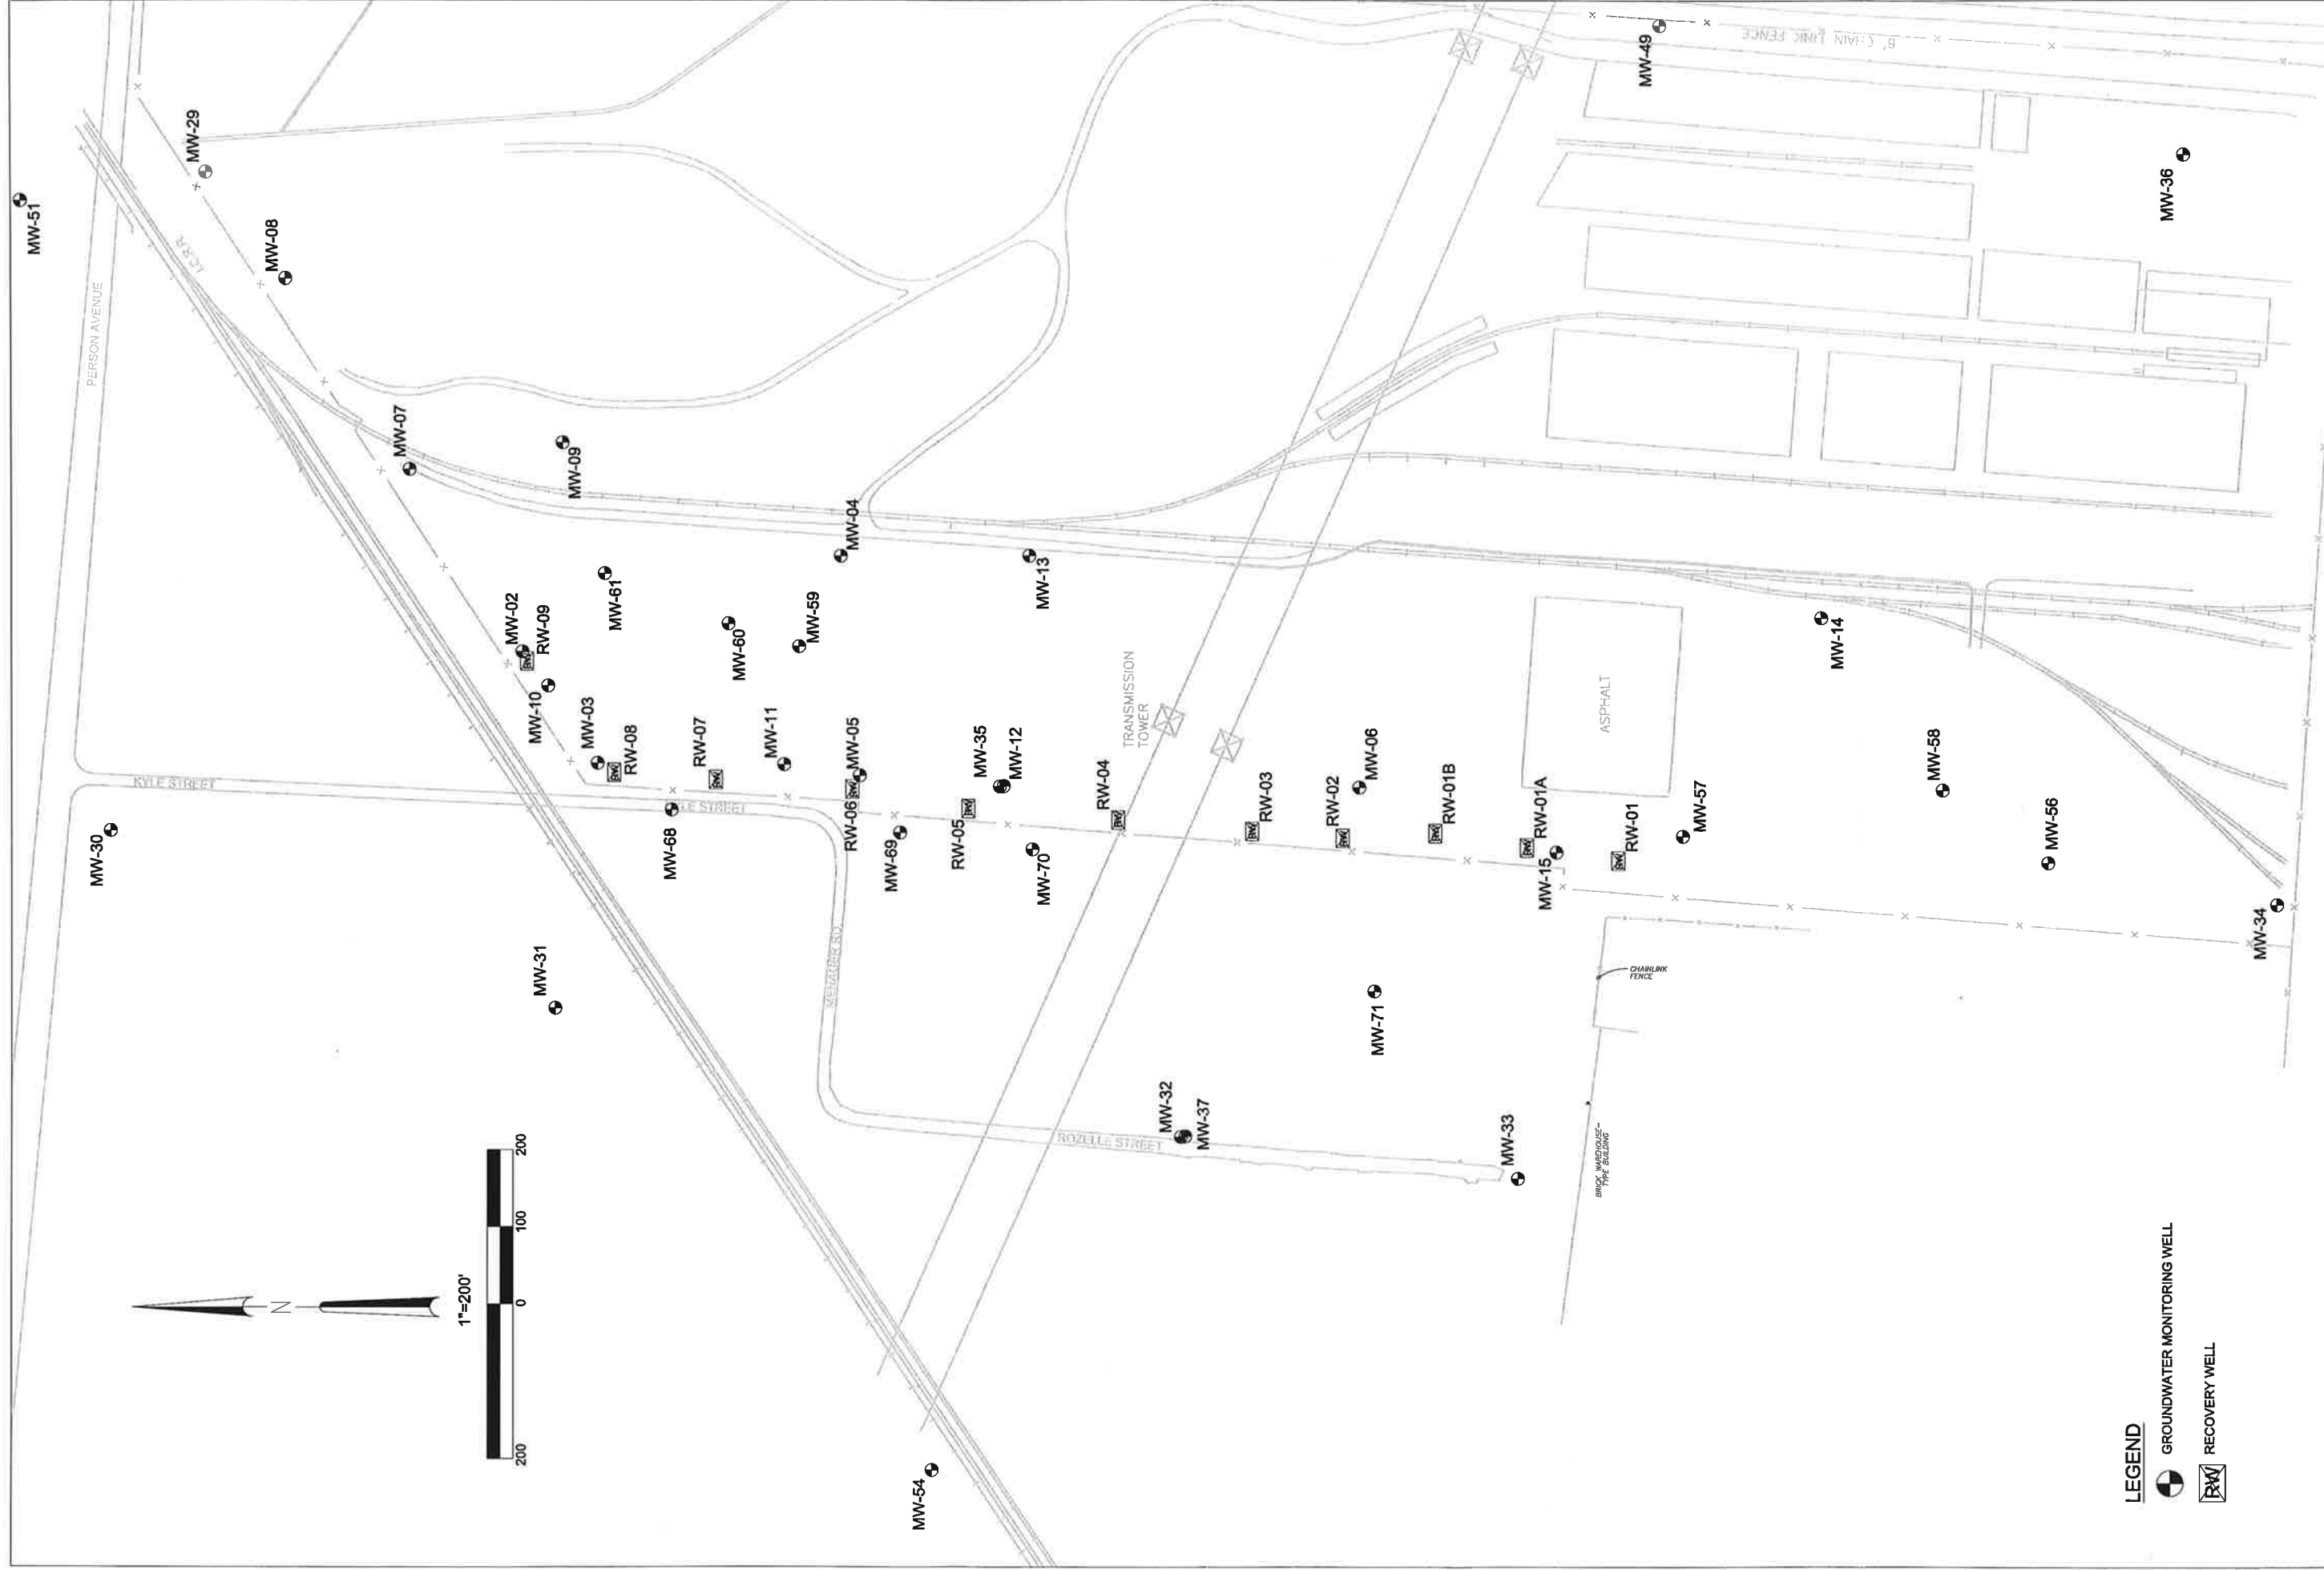 MW-51
PERSON AVENUE
MW-29
I.C.R.R.
MW-08
MW-07
MW-09
MW-30
KYLE STREET
MW-02
RW-09
MW-10
MW-61
MW-03
RW-08
MW-60
MW-59
MW-04
MW-13
RW-07
MW-11
MW-05
RW-06
MW-68
MW-31
MW-69
MW-35
MW-12
RW-05
MW-70
RW-04
TRANSMISSION
TOWER
RW-03
RW-02
MW-06
RW-01B
RW-01A
MW-15
RW-01
ASPHALT
MW-57
MW-14
MW-58
MW-56
MW-34
MW-36
MW-49
6' CHAIN LINK FENCE
MW-71
CHAINLINK
FENCE
BRICK WAREHOUSE-
TYPE BUILDING
MW-32
MW-37
ROZELLE STREET
MW-33
MW-54
N
1"=200'
200 0 100 200
LEGEND
GROUNDWATER MONITORING WELL
RW RECOVERY WELL